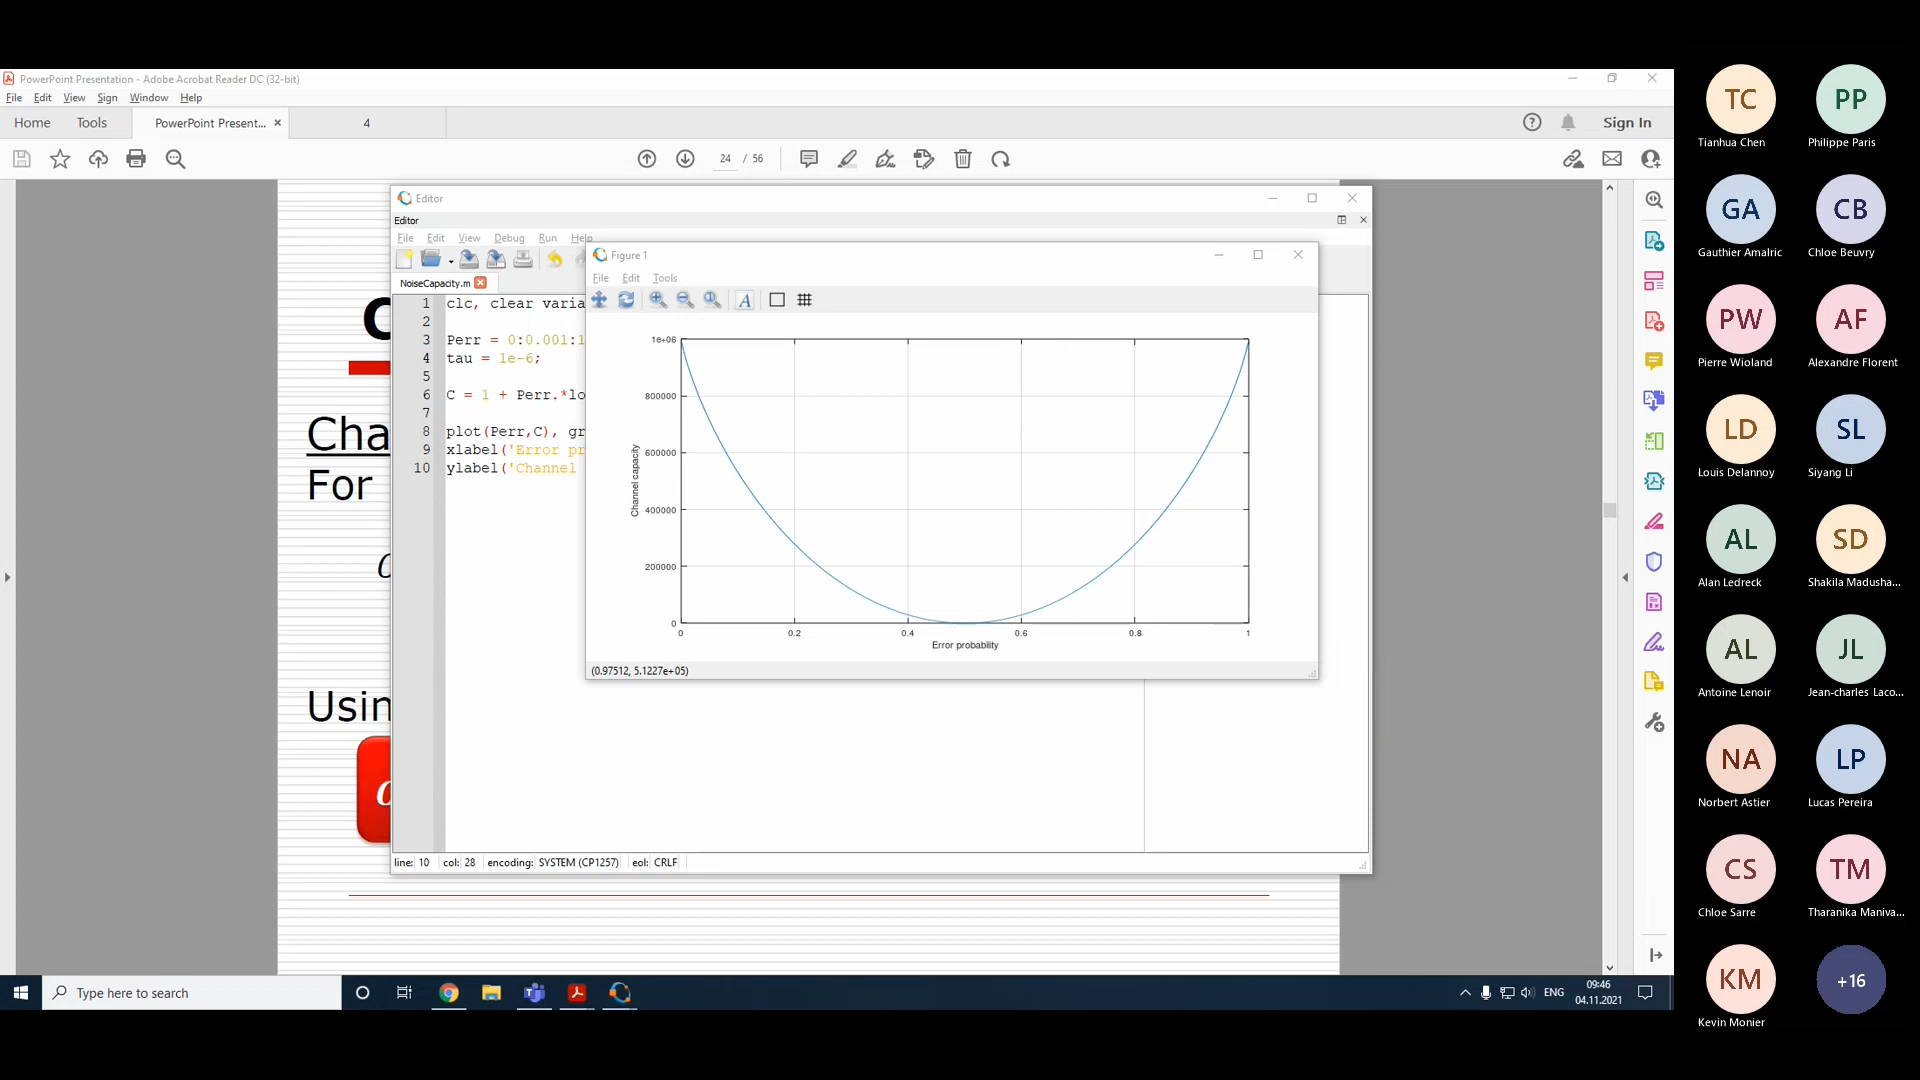 PowerPoint Presentation - Adobe Acrobat Reader DC (32-bit)
File Edit View Sign Window Help
Home Tools PowerPoint Present... × 4 Sign In
24 / 56
Editor
Editor
File Edit View Debug Run Help
NoiseCapacity.m
1 clc, clear varia
2
3 Perr = 0:0.001:1
4 tau = 1e-6;
5
6 C = 1 + Perr.*lo
7
8 plot(Perr,C), gr
9 xlabel('Error pr
10 ylabel('Channel
line: 10 col: 28 encoding: SYSTEM (CP1257) eol: CRLF
Figure 1
File Edit Tools
A
1e+06
800000
600000
400000
200000
0
Channel capacity
0 0.2 0.4 0.6 0.8 1
Error probability
(0.97512, 5.1227e+05)
Cha
For
Usin
Type here to search
ENG
09:46
04.11.2021
TC PP
Tianhua Chen Philippe Paris
GA CB
Gauthier Amalric Chloe Beuvry
PW AF
Pierre Wioland Alexandre Florent
LD SL
Louis Delannoy Siyang Li
AL SD
Alan Ledreck Shakila Madusha...
AL JL
Antoine Lenoir Jean-charles Laco...
NA LP
Norbert Astier Lucas Pereira
CS TM
Chloe Sarre Tharanika Maniva...
KM +16
Kevin Monier